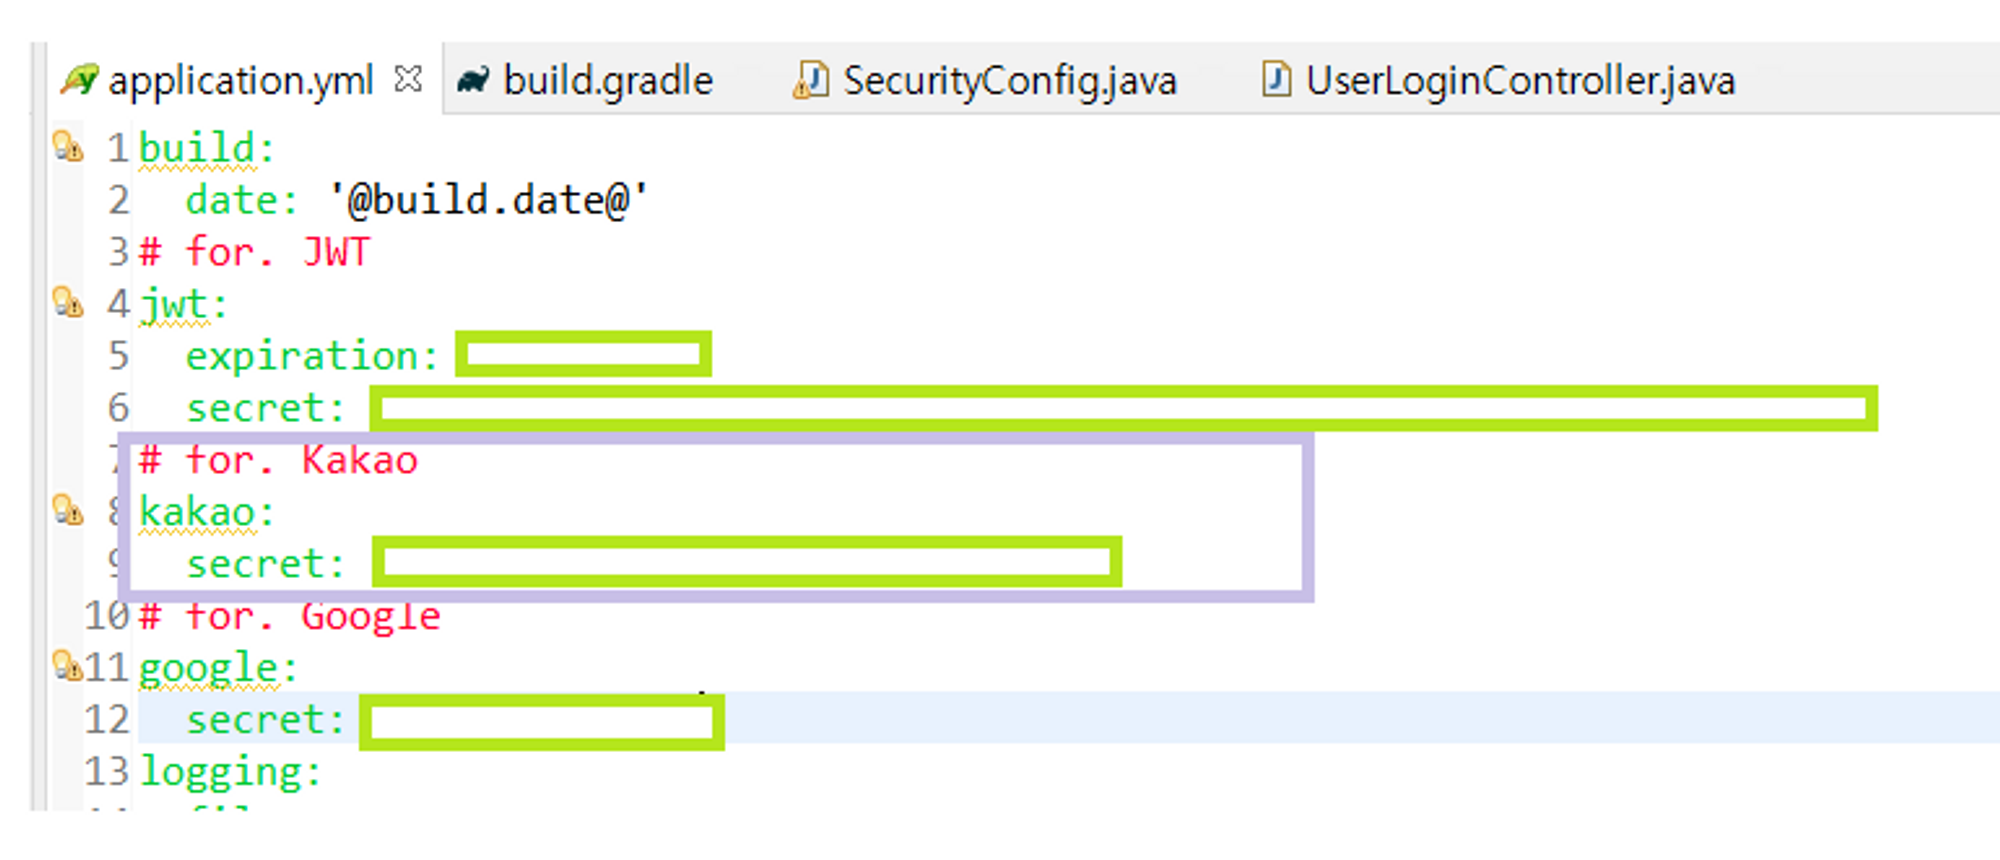 application.yml build.gradle SecurityConfig.java UserLoginController.java
1 build:
2 date: '@build.date@'
3 # for. JWT
4 jwt:
5 expiration:
6 secret:
7 # for. Kakao
8 kakao:
9 secret:
10 # for. Google
11 google:
12 secret:
13 logging: